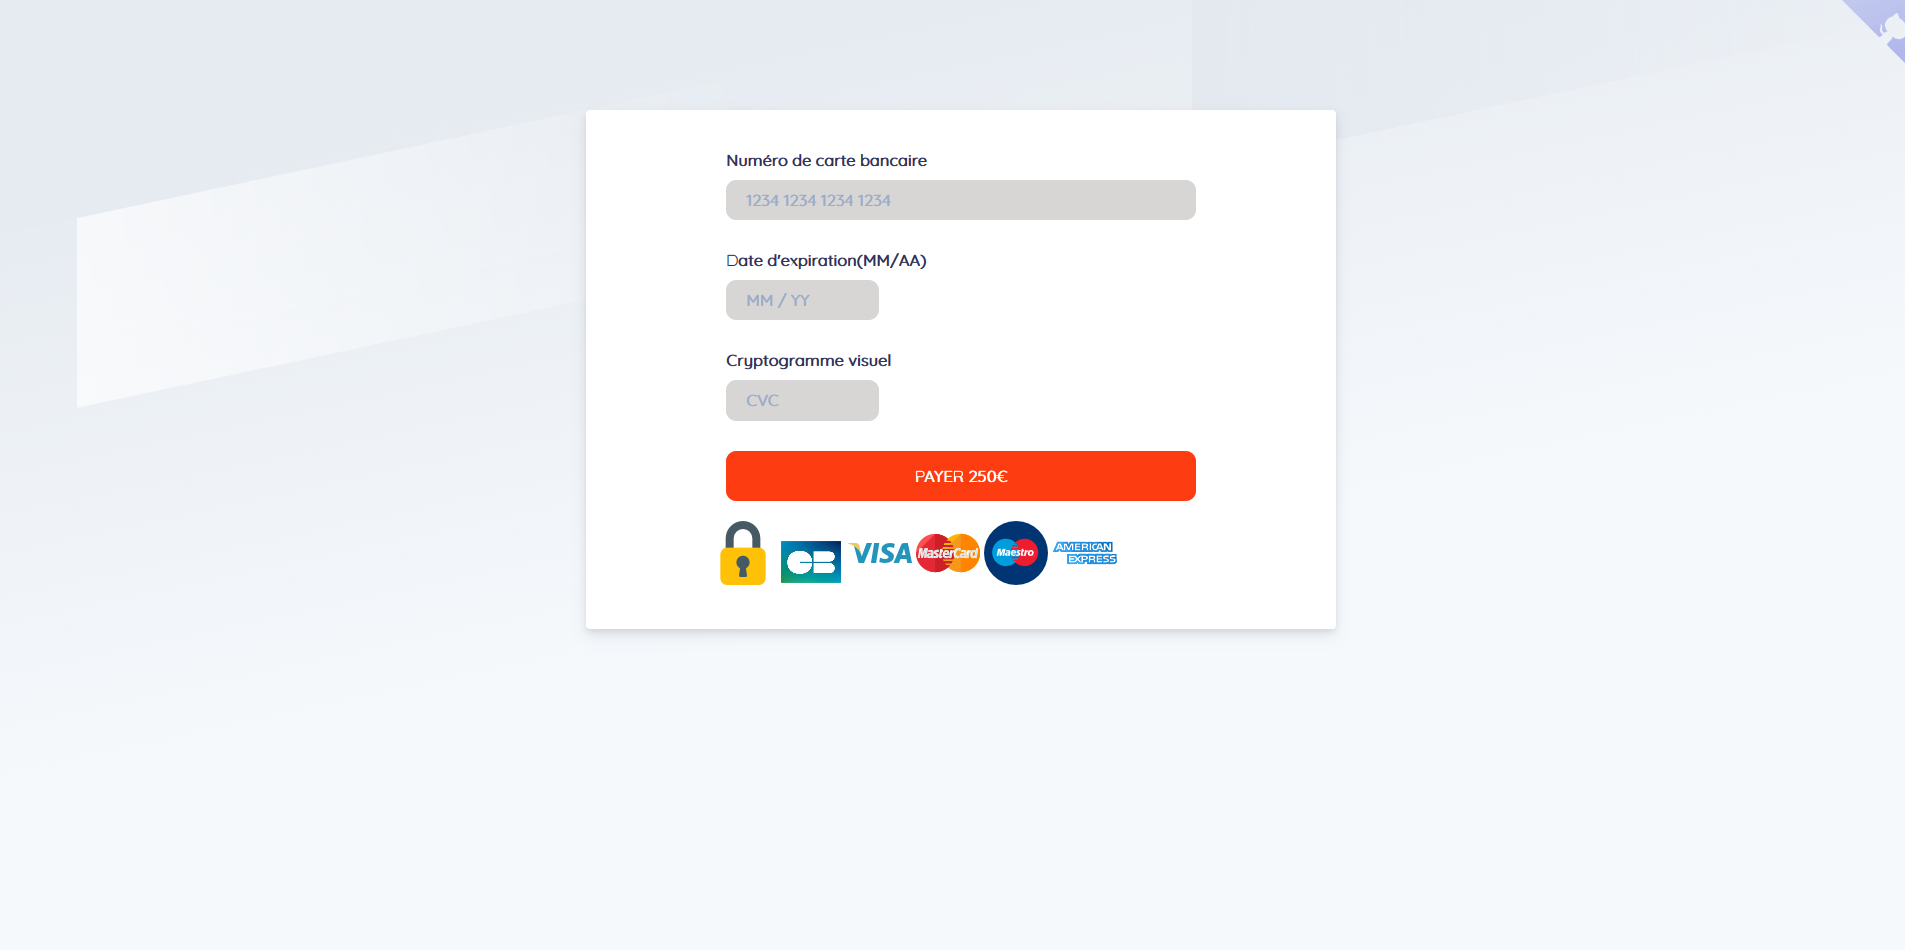 Numéro de carte bancaire
1234 1234 1234 1234
Date d'expiration(MM/AA)
MM / YY
Cryptogramme visuel
CVC
PAYER 250€
CB VISA MasterCard Maestro AMERICAN EXPRESS